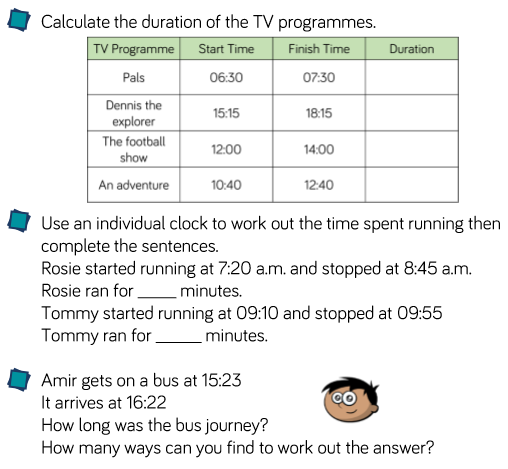 Calculate the duration of the TV programmes.
TV Programme Start Time Finish Time Duration
Pals 06:30 07:30
Dennis the
explorer 15:15 18:15
The football
show 12:00 14:00
An adventure 10:40 12:40
Use an individual clock to work out the time spent running then
complete the sentences.
Rosie started running at 7:20 a.m. and stopped at 8:45 a.m.
Rosie ran for _____ minutes.
Tommy started running at 09:10 and stopped at 09:55
Tommy ran for ______ minutes.
Amir gets on a bus at 15:23
It arrives at 16:22
How long was the bus journey?
How many ways can you find to work out the answer?